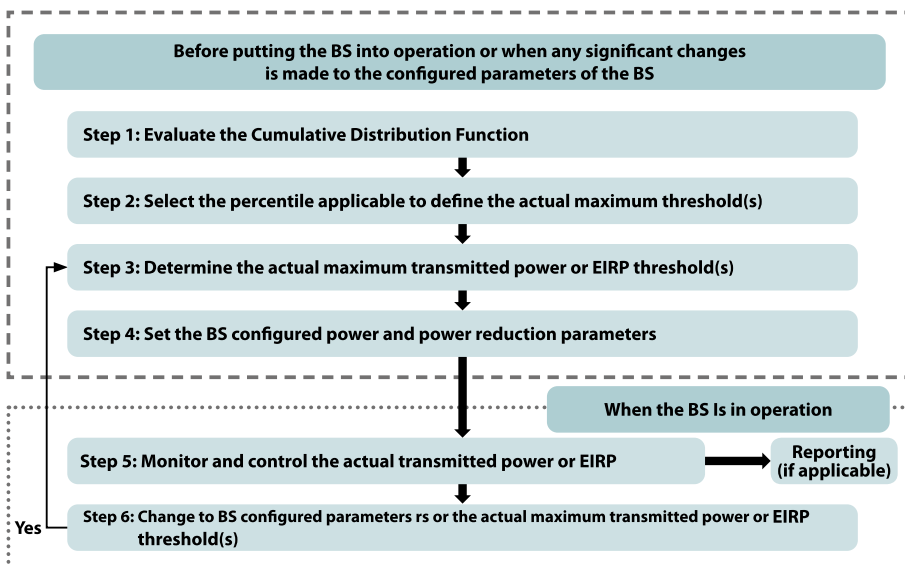 Before putting the BS into operation or when any significant changes
is made to the configured parameters of the BS
Step 1: Evaluate the Cumulative Distribution Function
Step 2: Select the percentile applicable to define the actual maximum threshold(s)
Step 3: Determine the actual maximum transmitted power or EIRP threshold(s)
Step 4: Set the BS configured power and power reduction parameters
When the BS Is in operation
Step 5: Monitor and control the actual transmitted power or EIRP
Reporting
(if applicable)
Step 6: Change to BS configured parameters rs or the actual maximum transmitted power or EIRP
threshold(s)
Yes